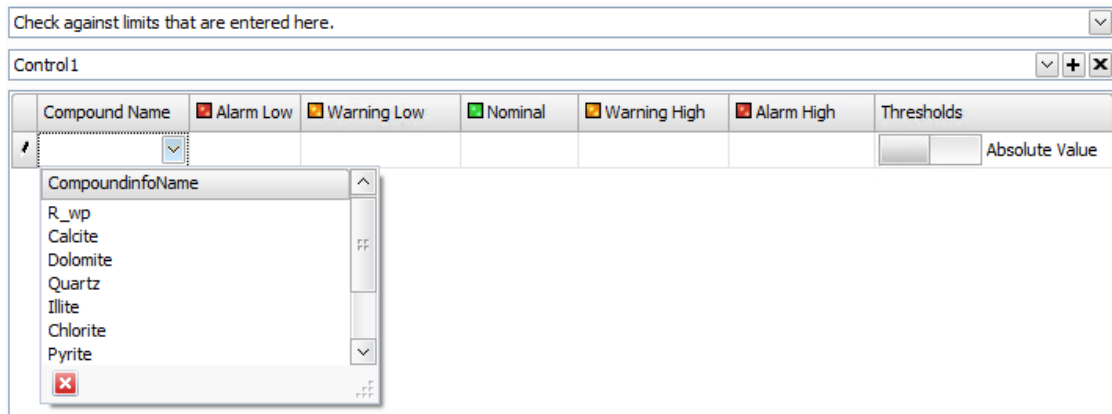 Check against limits that are entered here.
Control1
Compound Name Alarm Low Warning Low Nominal Warning High Alarm High Thresholds
Absolute Value
CompoundinfoName
R_wp
Calcite
Dolomite
Quartz
Illite
Chlorite
Pyrite